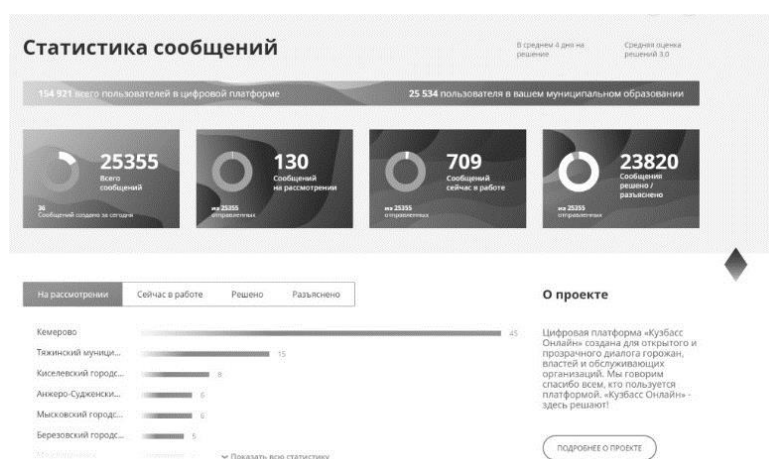 Статистика сообщений
В среднем 4 дня на
решение
Средняя оценка
решений 3.0
154 921 всего пользователей в цифровой платформе
25 534 пользователя в вашем муниципальном образовании
25355
Всего
сообщений
36
Сообщений создано за сегодня
130
Сообщений
на рассмотрении
из 25355
отправленных
709
Сообщений
сейчас в работе
из 25355
отправленных
23820
Сообщения
решено /
разъяснено
из 25355
отправленных
На рассмотрении
Сейчас в работе
Решено
Разъяснено
Кемерово
45
Тяжинский муници...
15
Киселевский городс...
8
Анжеро-Судженски...
Мысковский городс...
Березовский городс...
5
Показать всю статистику
О проекте
Цифровая платформа «Кузбасс
Онлайн» создана для открытого и
прозрачного диалога горожан,
властей и обслуживающих
организаций. Мы говорим
спасибо всем, кто пользуется
платформой. «Кузбасс Онлайн» -
здесь решают!
ПОДРОБНЕЕ О ПРОЕКТЕ